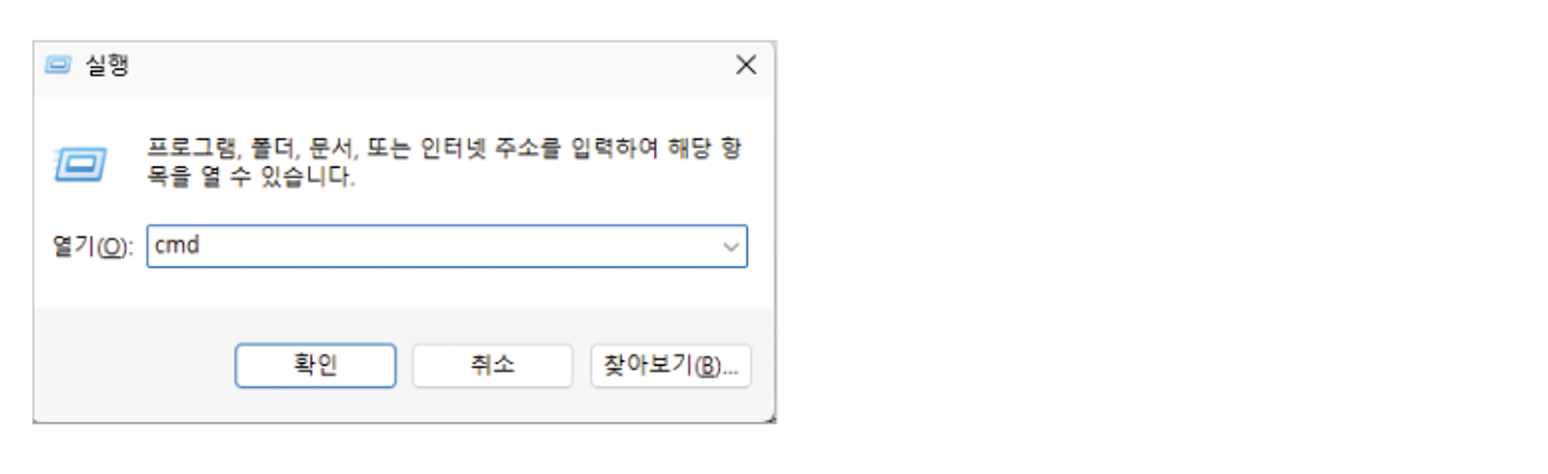 실행
프로그램, 폴더, 문서, 또는 인터넷 주소를 입력하여 해당 항
목을 열 수 있습니다.
열기(O): cmd
확인 취소 찾아보기(B)...